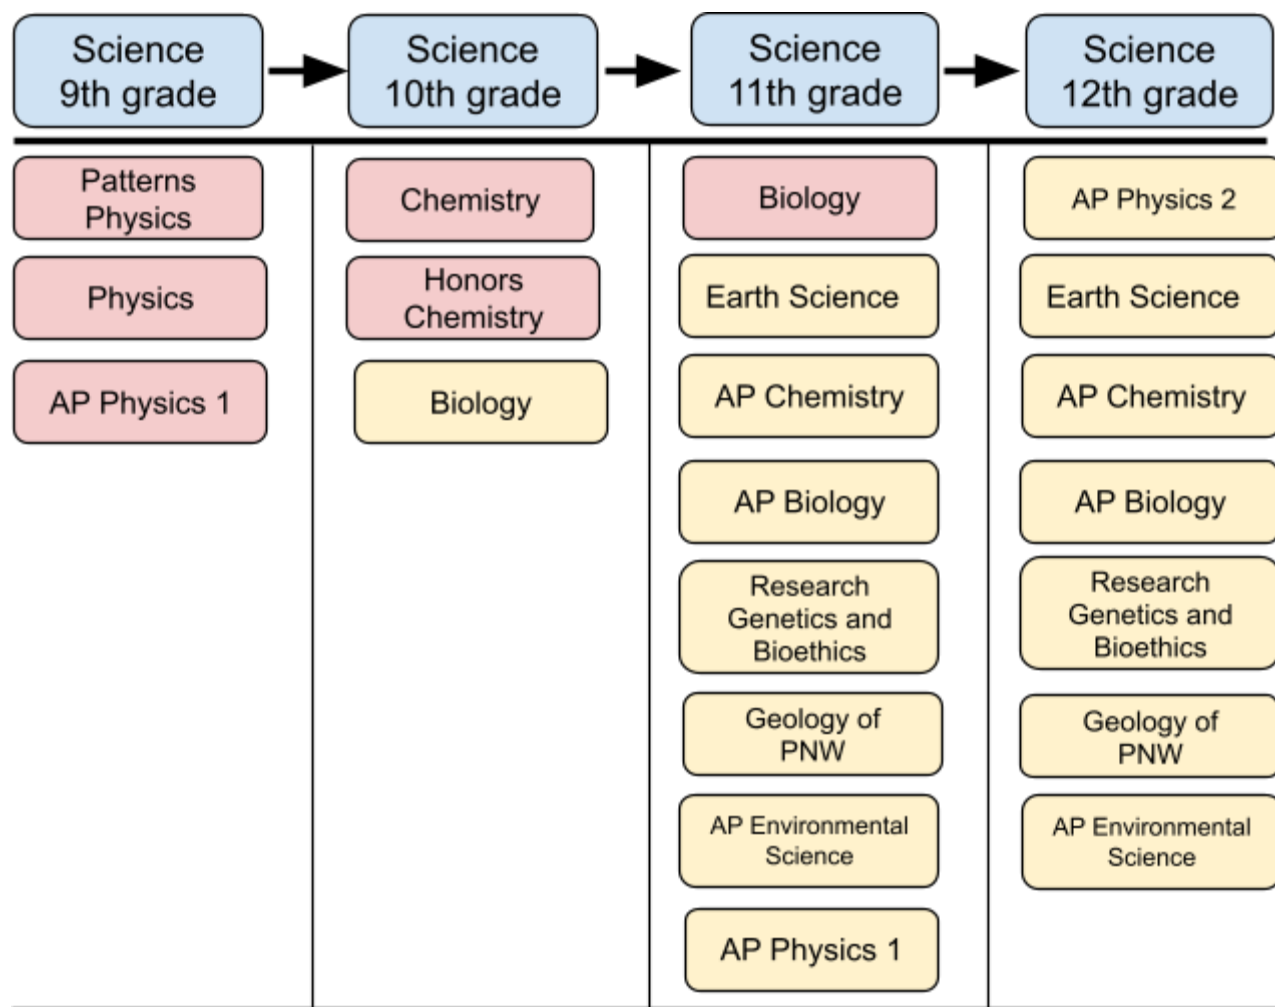 Science
9th grade
Science
10th grade
Science
11th grade
Science
12th grade
Patterns
Physics
Physics
AP Physics 1
Chemistry
Honors
Chemistry
Biology
Biology
Earth Science
AP Chemistry
AP Biology
Research
Genetics and
Bioethics
Geology of
PNW
AP Environmental
Science
AP Physics 1
AP Physics 2
Earth Science
AP Chemistry
AP Biology
Research
Genetics and
Bioethics
Geology of
PNW
AP Environmental
Science